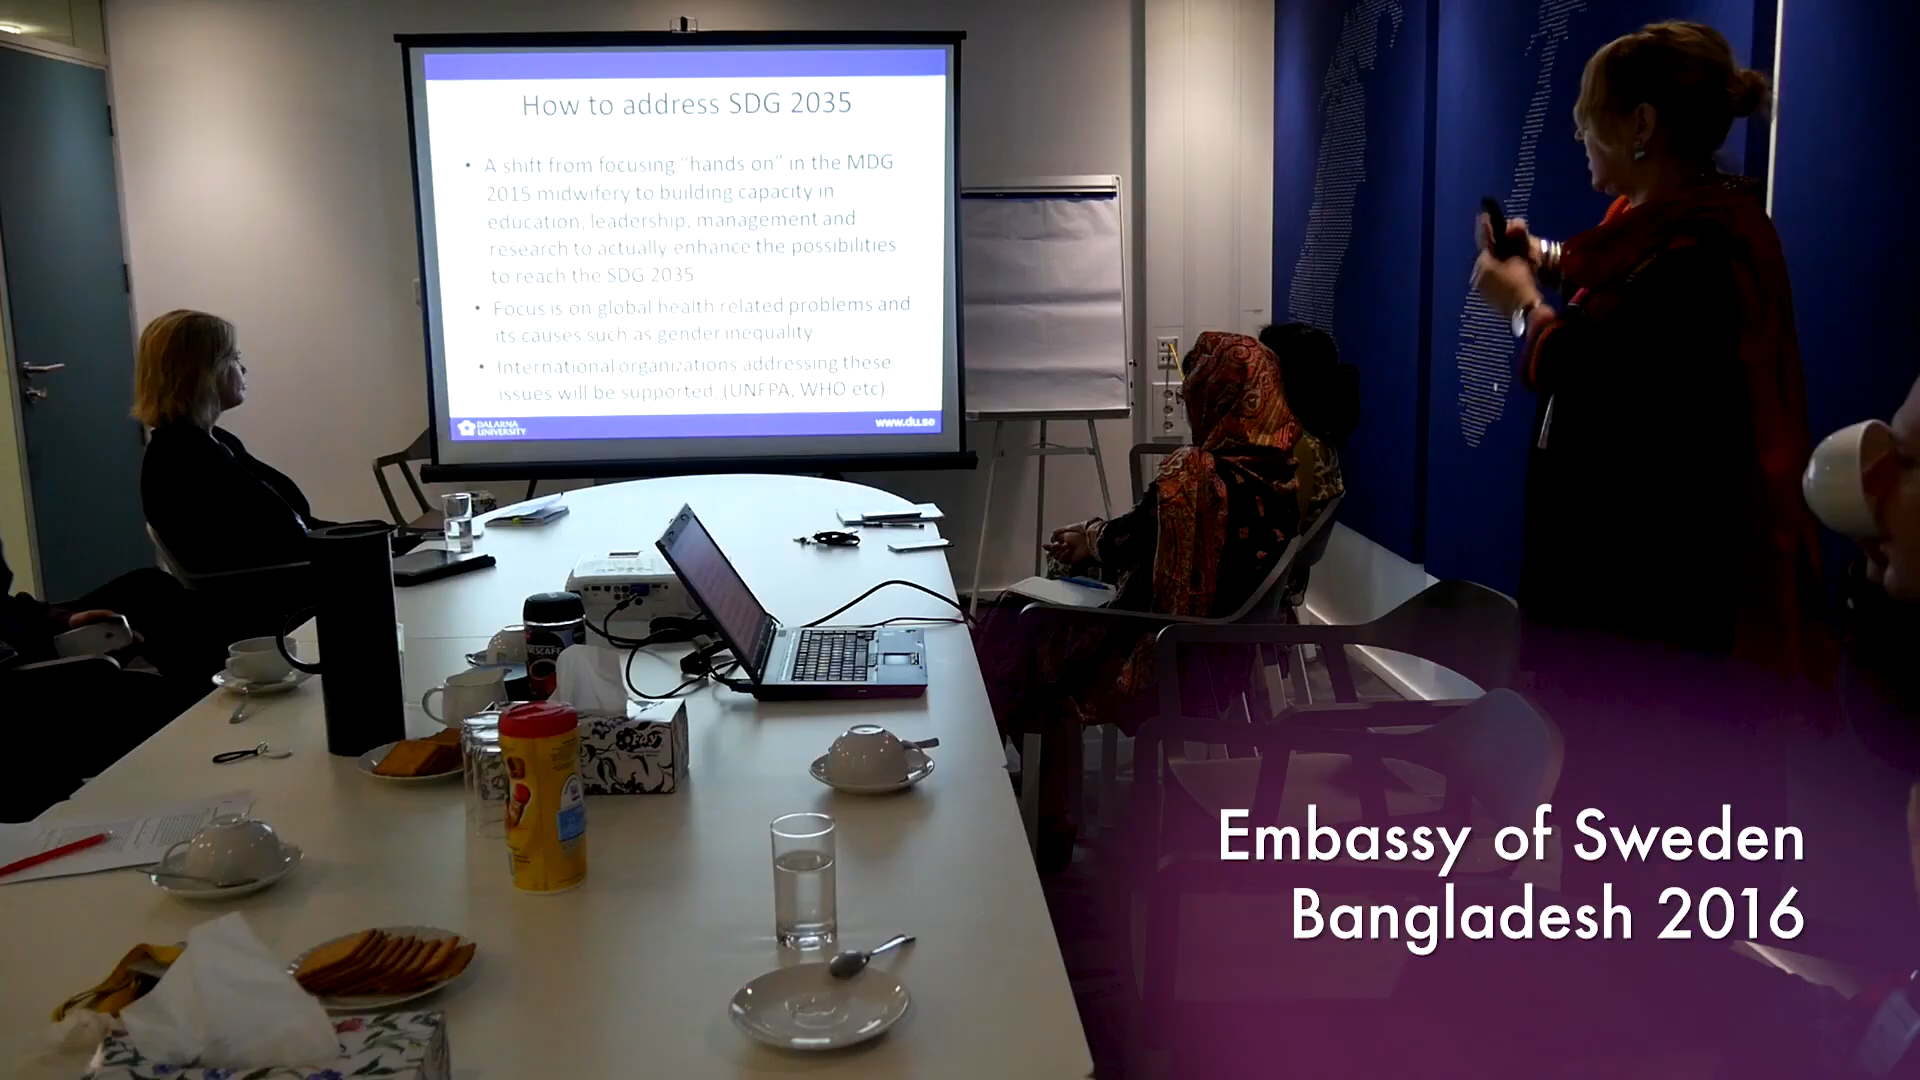 How to address SDG 2035
• A shift from focusing "hands on" in the MDG
2015 midwifery to building capacity in
education, leadership, management and
research to actually enhance the possibilities
to reach the SDG 2035
• Focus is on global health related problems and
its causes such as gender inequality
• International organizations addressing these
issues will be supported, (UNFPA, WHO etc)
DALARNA
UNIVERSITY
www.du.se
NESCAFÉ
Embassy of Sweden
Bangladesh 2016